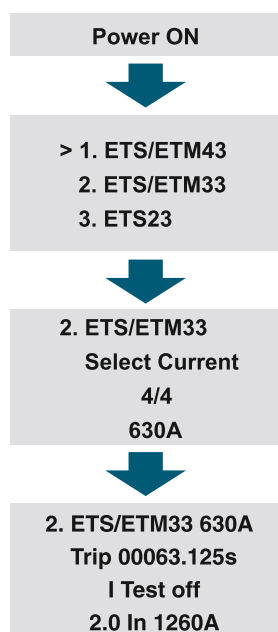 Power ON
> 1. ETS/ETM43
2. ETS/ETM33
3. ETS23
2. ETS/ETM33
Select Current
4/4
630A
2. ETS/ETM33 630A
Trip 00063.125s
I Test off
2.0 In 1260A